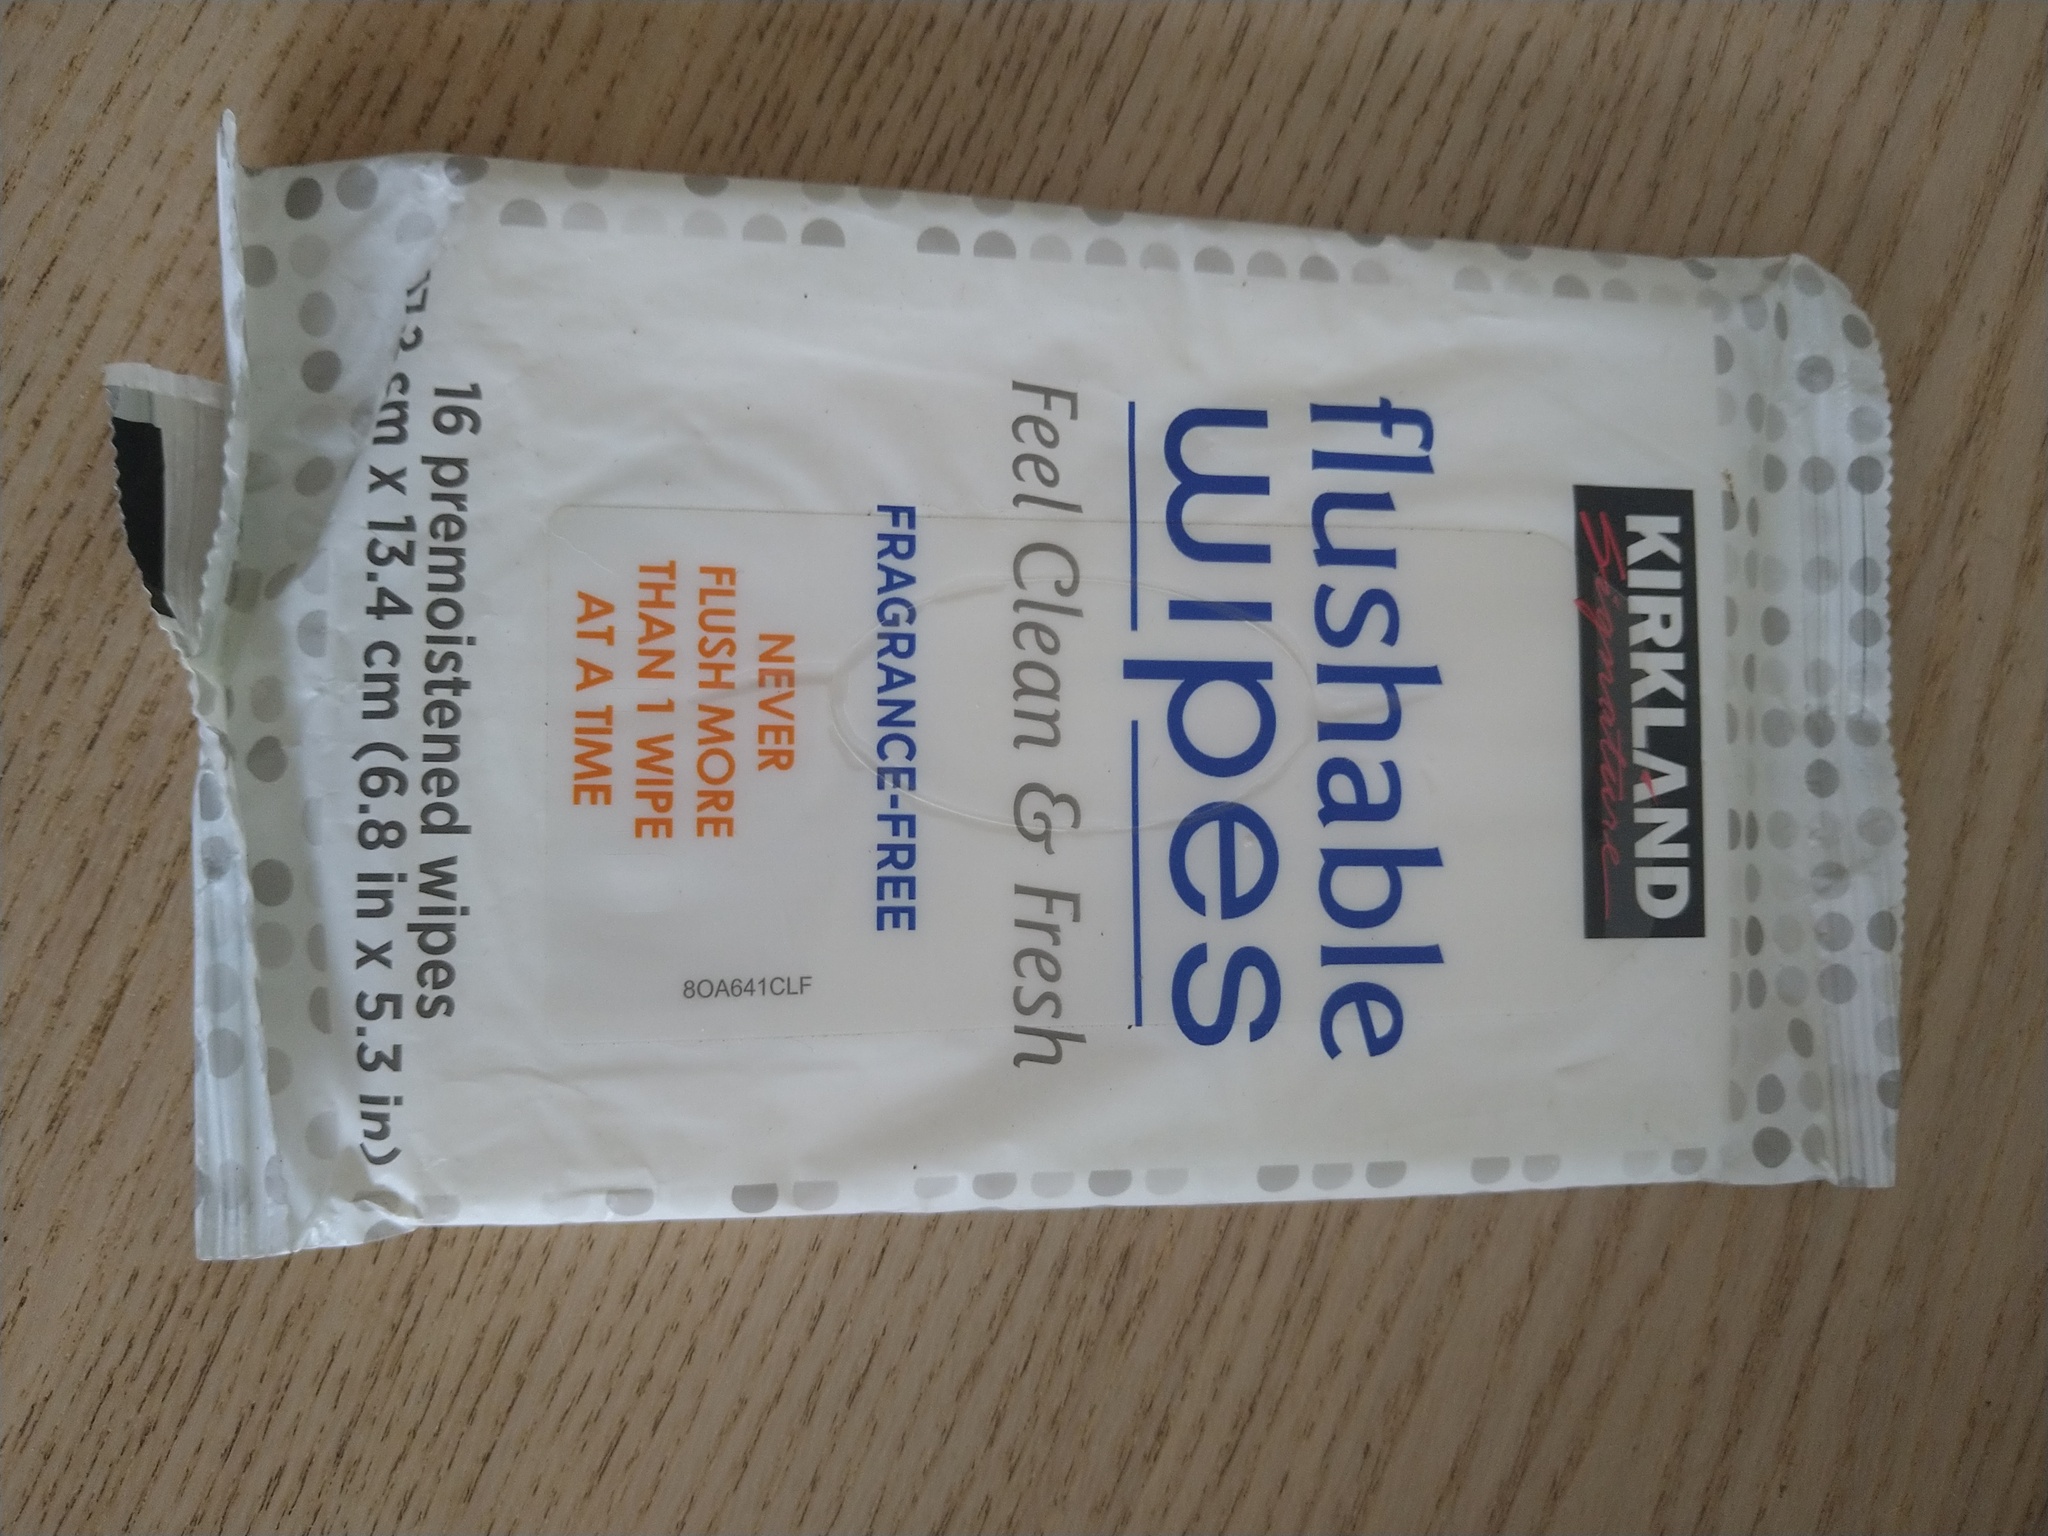 KIRKLAND
Signature
flushable
wipes
Feel Clean & Fresh
FRAGRANCE-FREE
NEVER
FLUSH MORE
THAN 1 WIPE
AT A TIME
8OA641CLF
16 premoistened wipes
cm x 13.4 cm (6.8 in x 5.3 in)